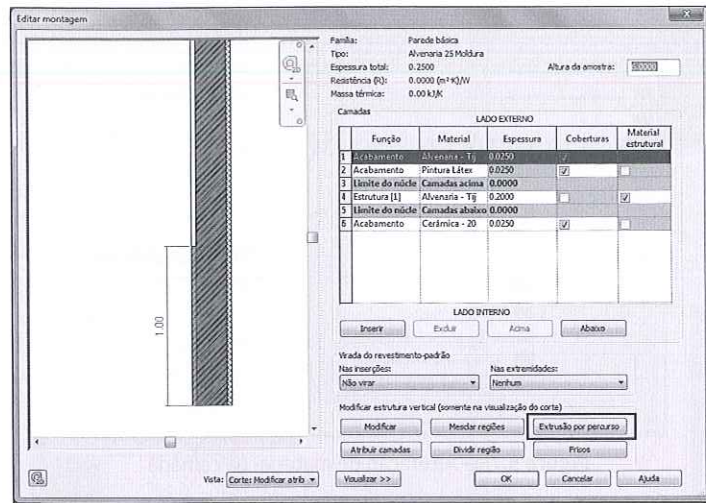 Editar montagem
Família: Parede básica
Tipo: Alvenaria 25 Moldura
Espessura total: 0.2500 Altura da amostra: 6.0000
Resistência (R): 0.0000 (m²·K)/W
Massa térmica: 0.00 kJ/K
Camadas
LADO EXTERNO
Função Material Espessura Coberturas Material estrutural
1 Acabamento Alvenaria - Tij 0.0250
2 Acabamento Pintura Látex 0.0250
3 Limite do núcle Camadas acima 0.0000
4 Estrutura [1] Alvenaria - Tij 0.2000
5 Limite do núcle Camadas abaixo 0.0000
6 Acabamento Cerâmica - 20 0.0250
1.00
LADO INTERNO
Inserir Excluir Acima Abaixo
Virada do revestimento-padrão
Nas inserções: Nas extremidades:
Não virar Nenhum
Modificar estrutura vertical (somente na visualização do corte)
Modificar Mesclar regiões Extrusão por percurso
Atribuir camadas Dividir região Frisos
Vista: Corte: Modificar atrib Visualizar >> OK Cancelar Ajuda